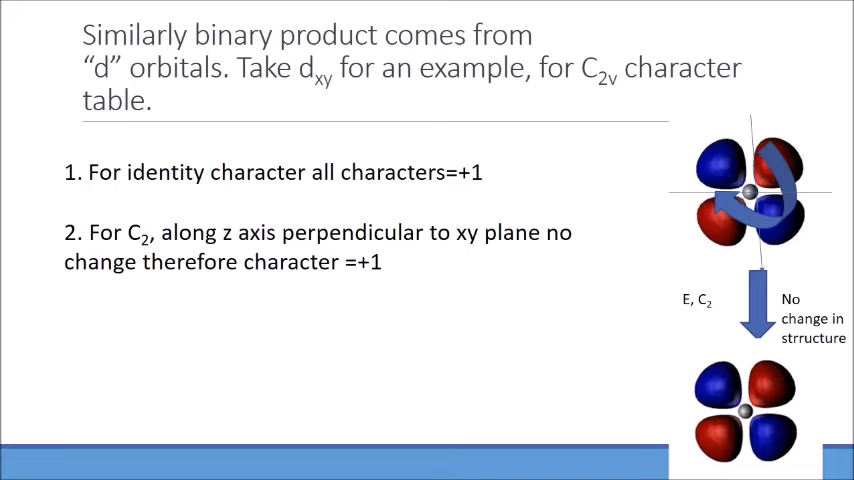 Similarly binary product comes from
“d” orbitals. Take dxy for an example, for C2v character
table.
1. For identity character all characters=+1
2. For C2, along z axis perpendicular to xy plane no
change therefore character =+1
E, C2
No
change in
strructure